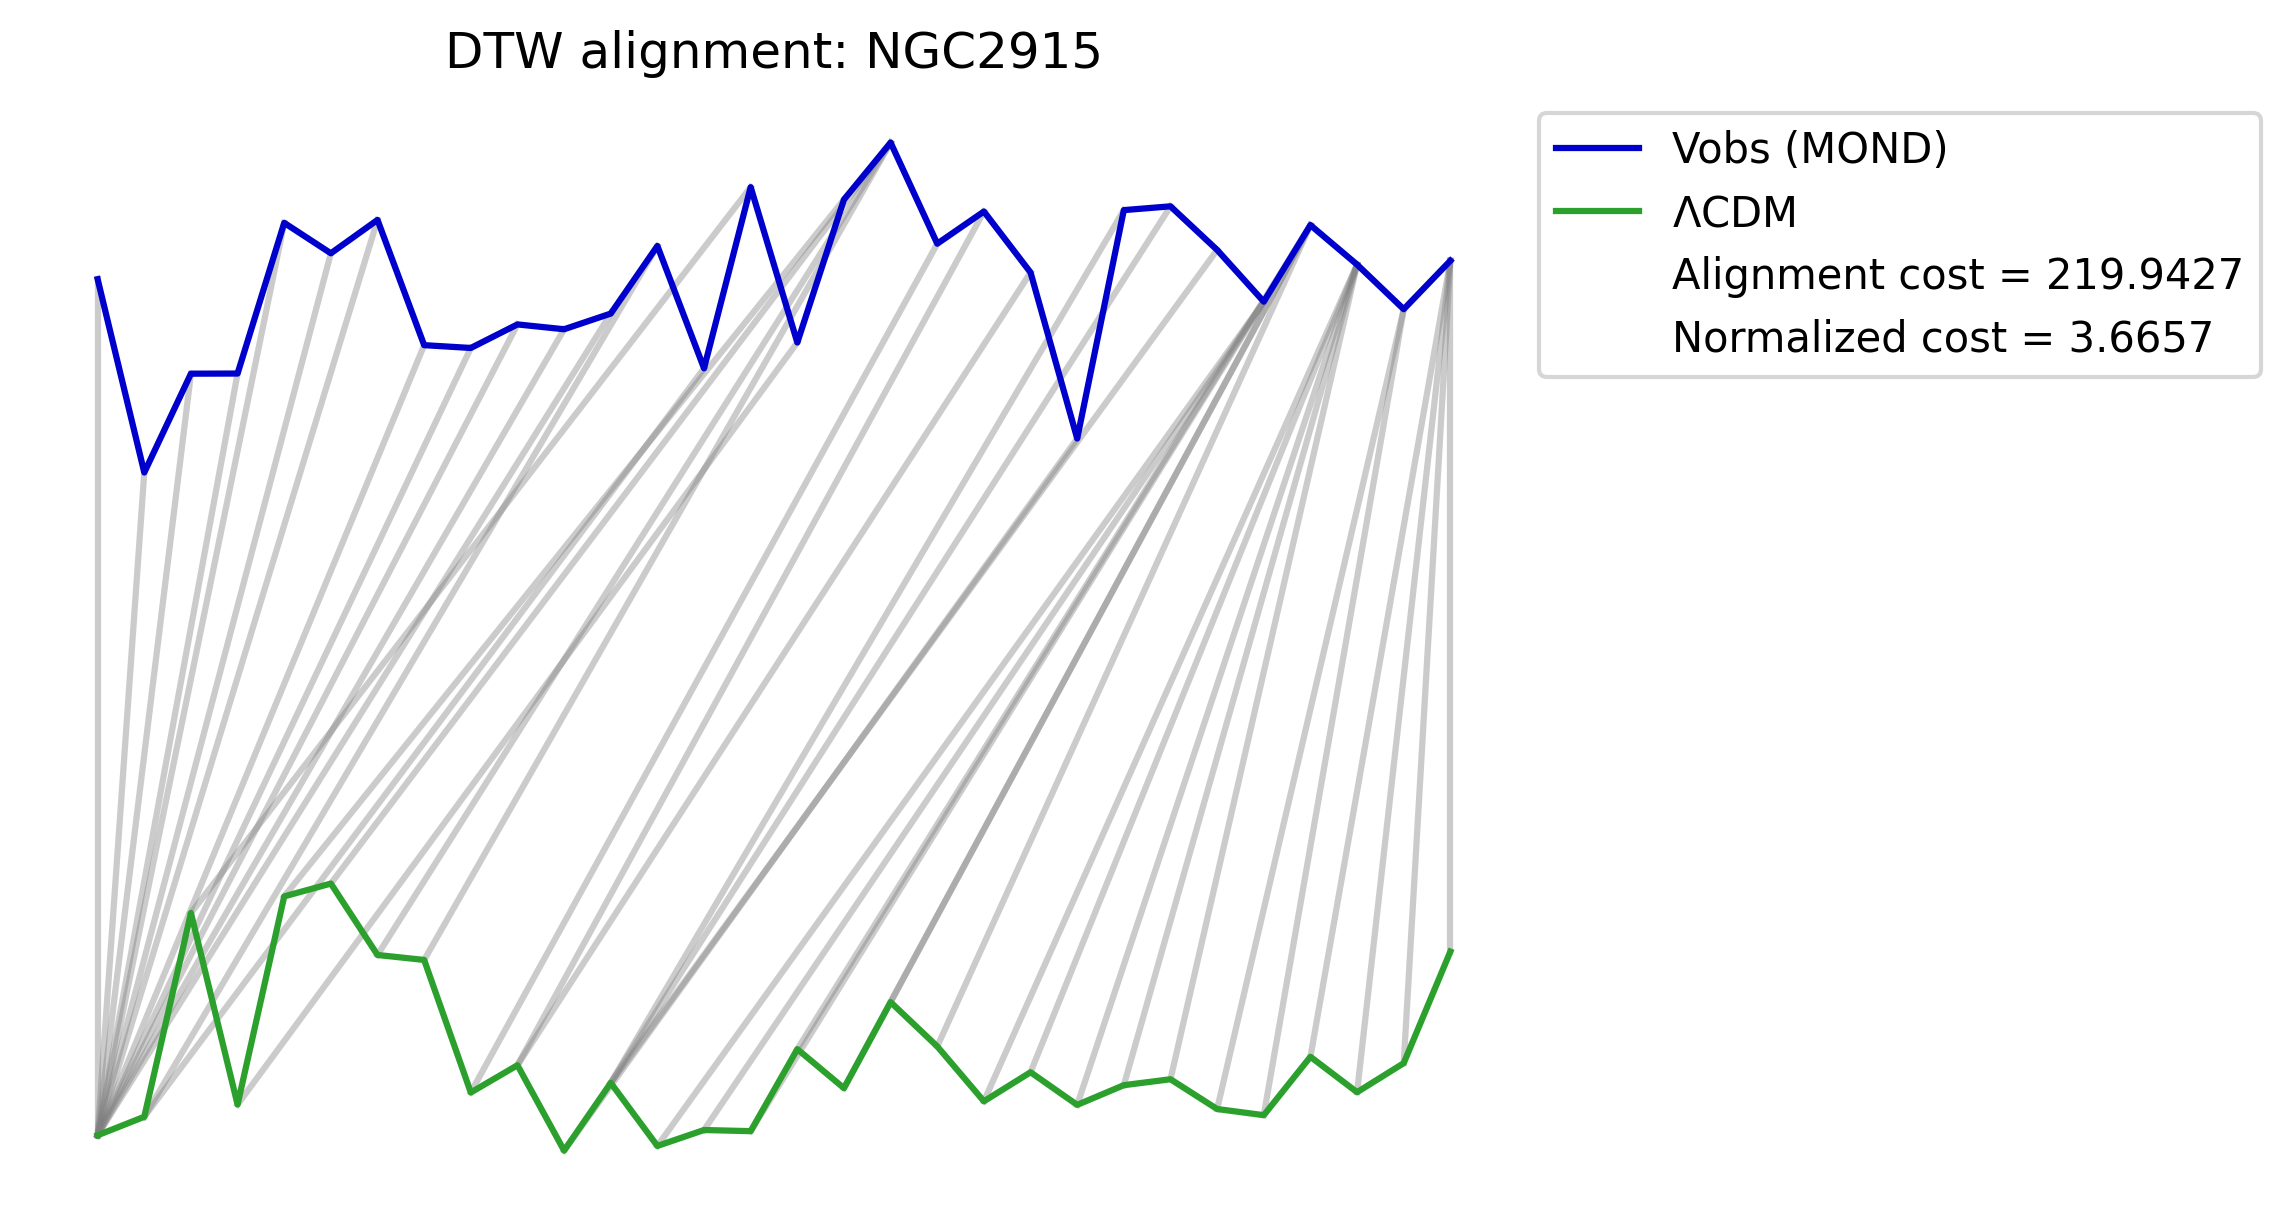 DTW alignment: NGC2915
Vobs (MOND)
ΛCDM
Alignment cost = 219.9427
Normalized cost = 3.6657